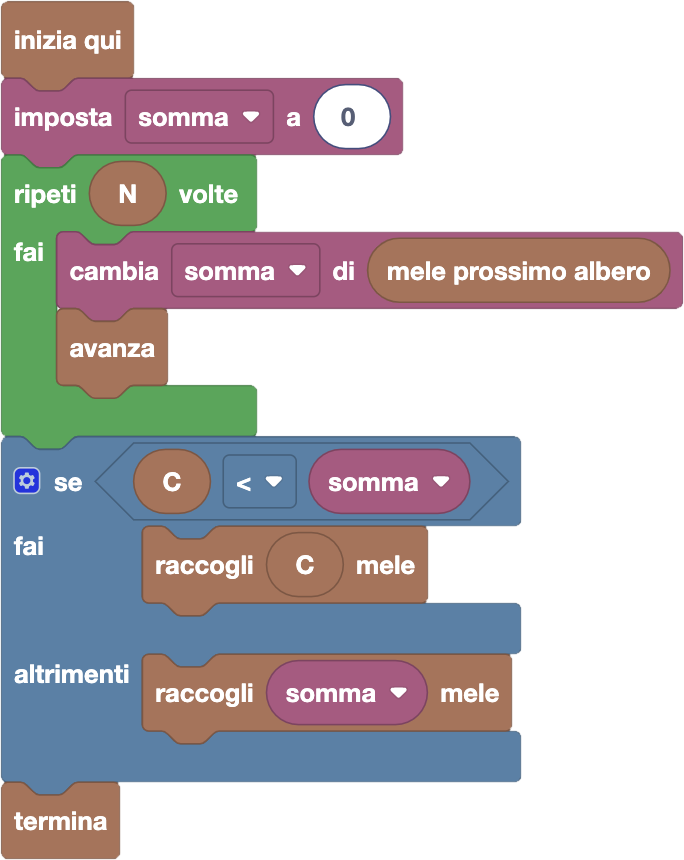 inizia qui
imposta somma a 0
ripeti N volte
fai
cambia somma di mele prossimo albero
avanza
se C < somma
fai
raccogli C mele
altrimenti
raccogli somma mele
termina